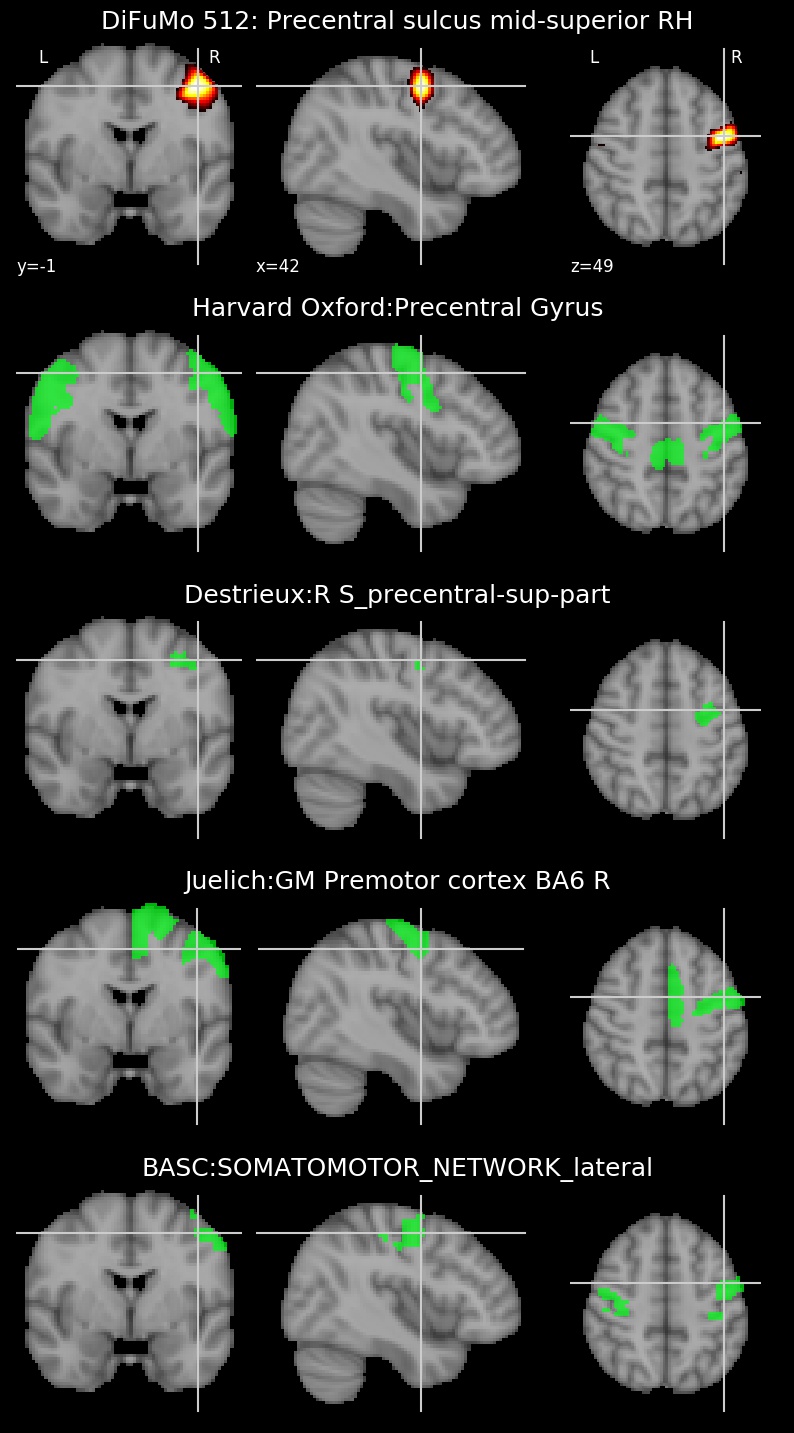 DiFuMo 512: Precentral sulcus mid-superior RH
L R L R
y=-1 x=42 z=49
Harvard Oxford:Precentral Gyrus
Destrieux:R S_precentral-sup-part
Juelich:GM Premotor cortex BA6 R
BASC:SOMATOMOTOR_NETWORK_lateral